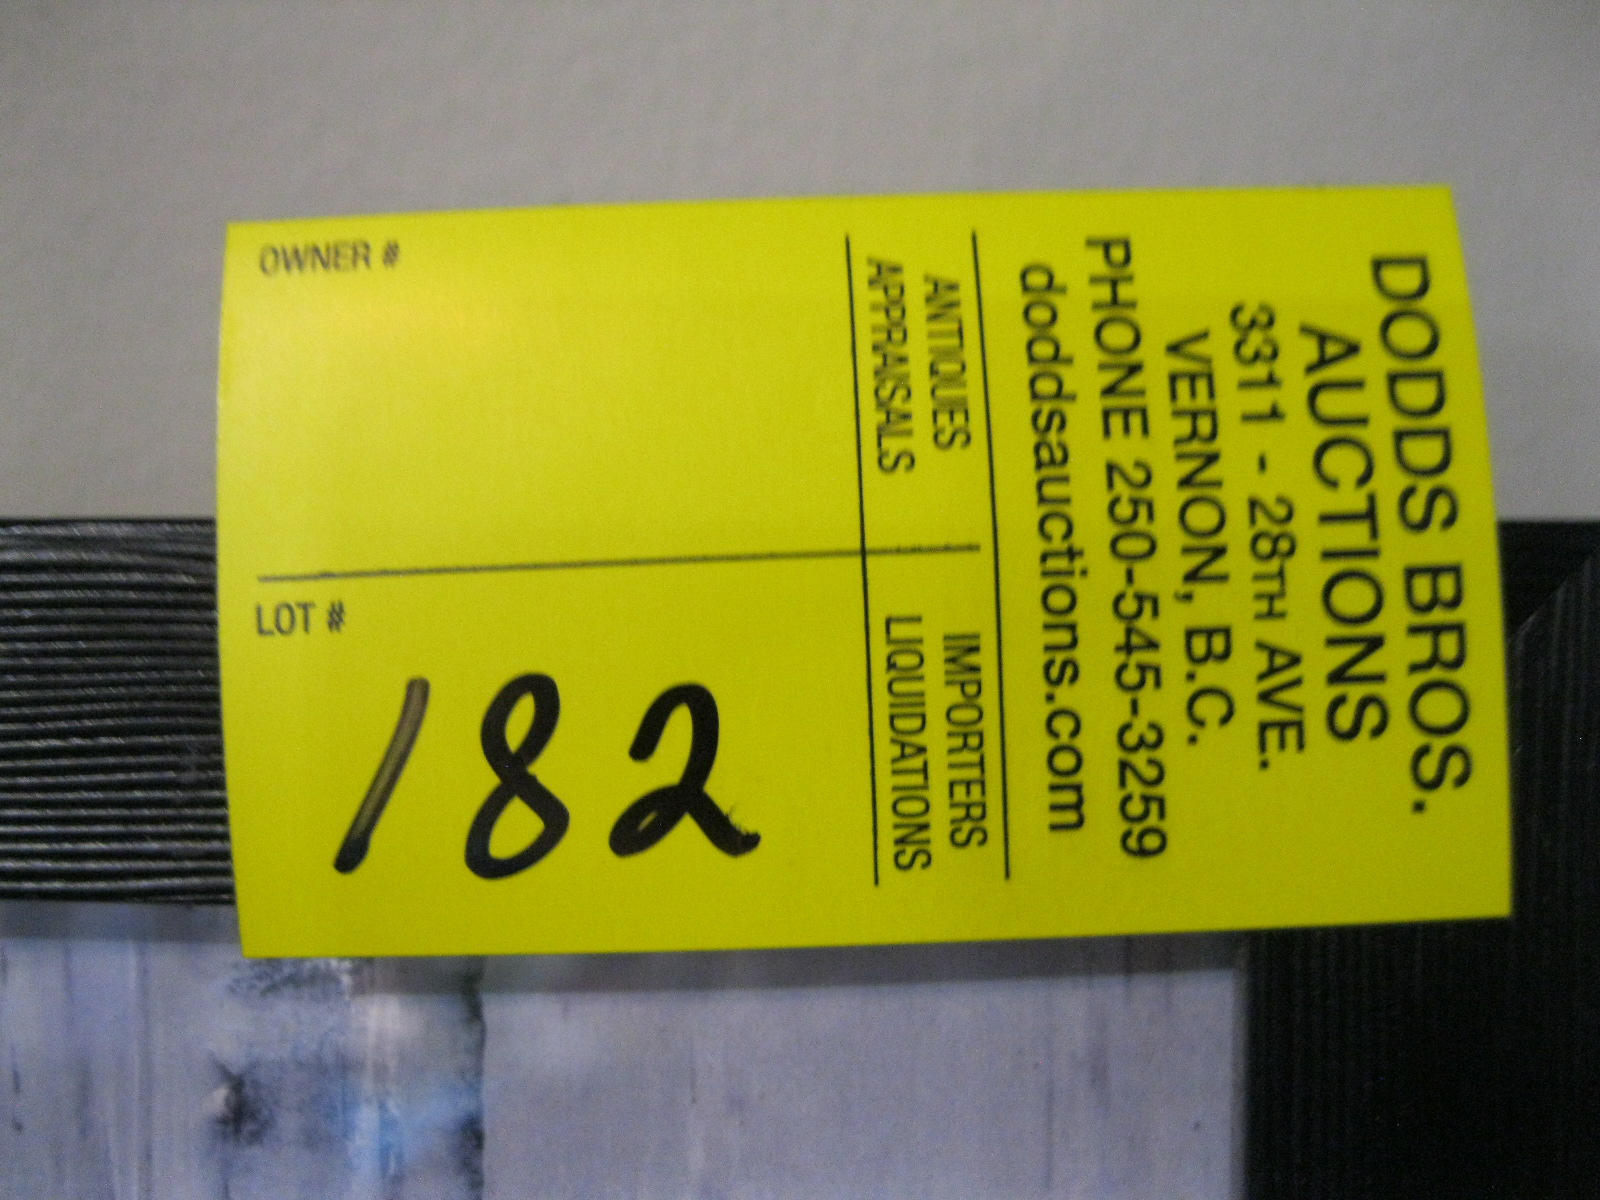 DODDS BROS.
AUCTIONS
3311 - 28TH AVE.
VERNON, B.C.
PHONE 250-545-3259
doddsauctions.com
ANTIQUES IMPORTERS
APPRAISALS LIQUIDATIONS
OWNER #
LOT #
182